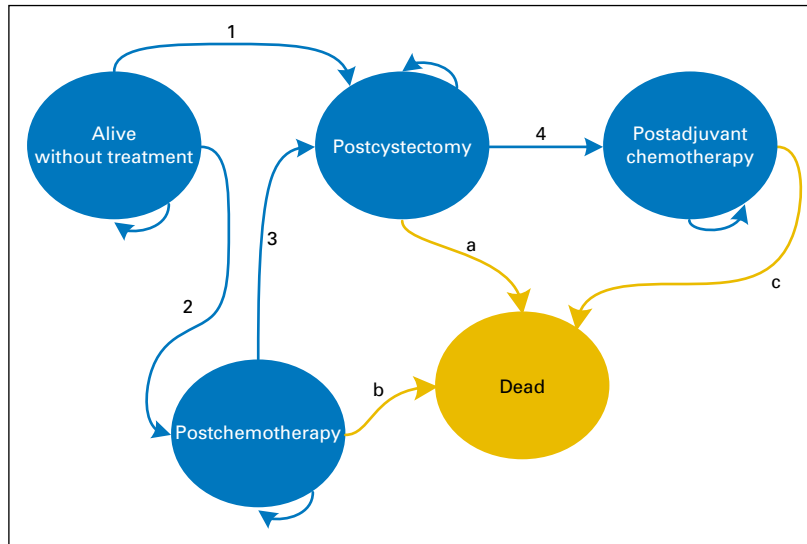 1
Alive
without treatment
Postcystectomy
4
Postadjuvant
chemotherapy
3
a
2
c
b
Dead
Postchemotherapy